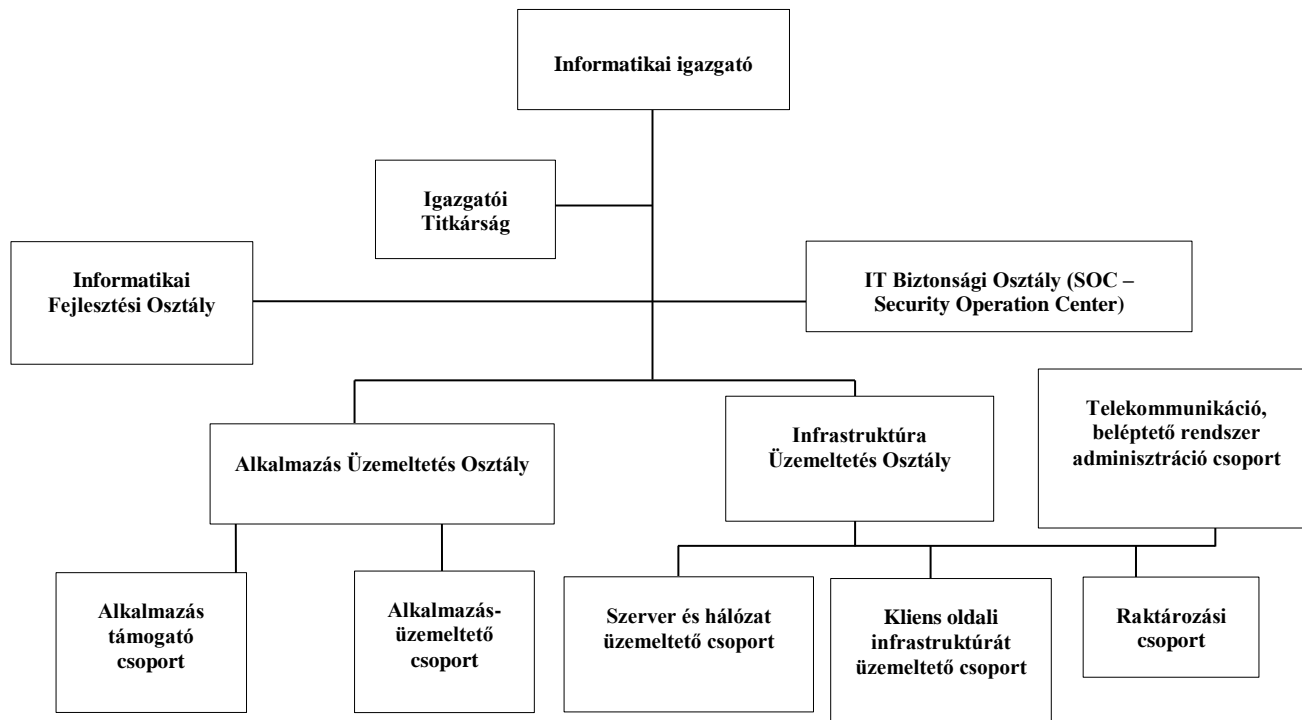 Informatikai igazgató
Igazgatói
Titkárság
Informatikai
Fejlesztési Osztály
IT Biztonsági Osztály (SOC –
Security Operation Center)
Alkalmazás Üzemeltetés Osztály
Infrastruktúra
Üzemeltetés Osztály
Telekommunikáció,
beléptető rendszer
adminisztráció csoport
Alkalmazás
támogató
csoport
Alkalmazás-
üzemeltető
csoport
Szerver és hálózat
üzemeltető csoport
Kliens oldali
infrastruktúrát
üzemeltető csoport
Raktározási
csoport